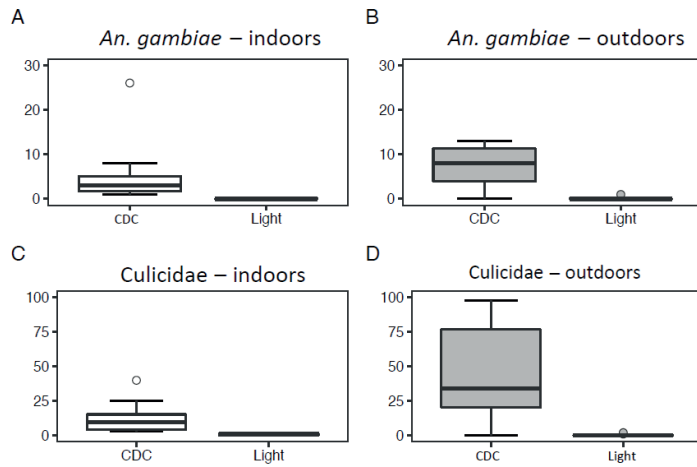 A
An. gambiae – indoors
30
20
10
0
CDC Light
B
An. gambiae – outdoors
30
20
10
0
CDC Light
C
Culicidae – indoors
100
75
50
25
0
CDC Light
D
Culicidae – outdoors
100
75
50
25
0
CDC Light